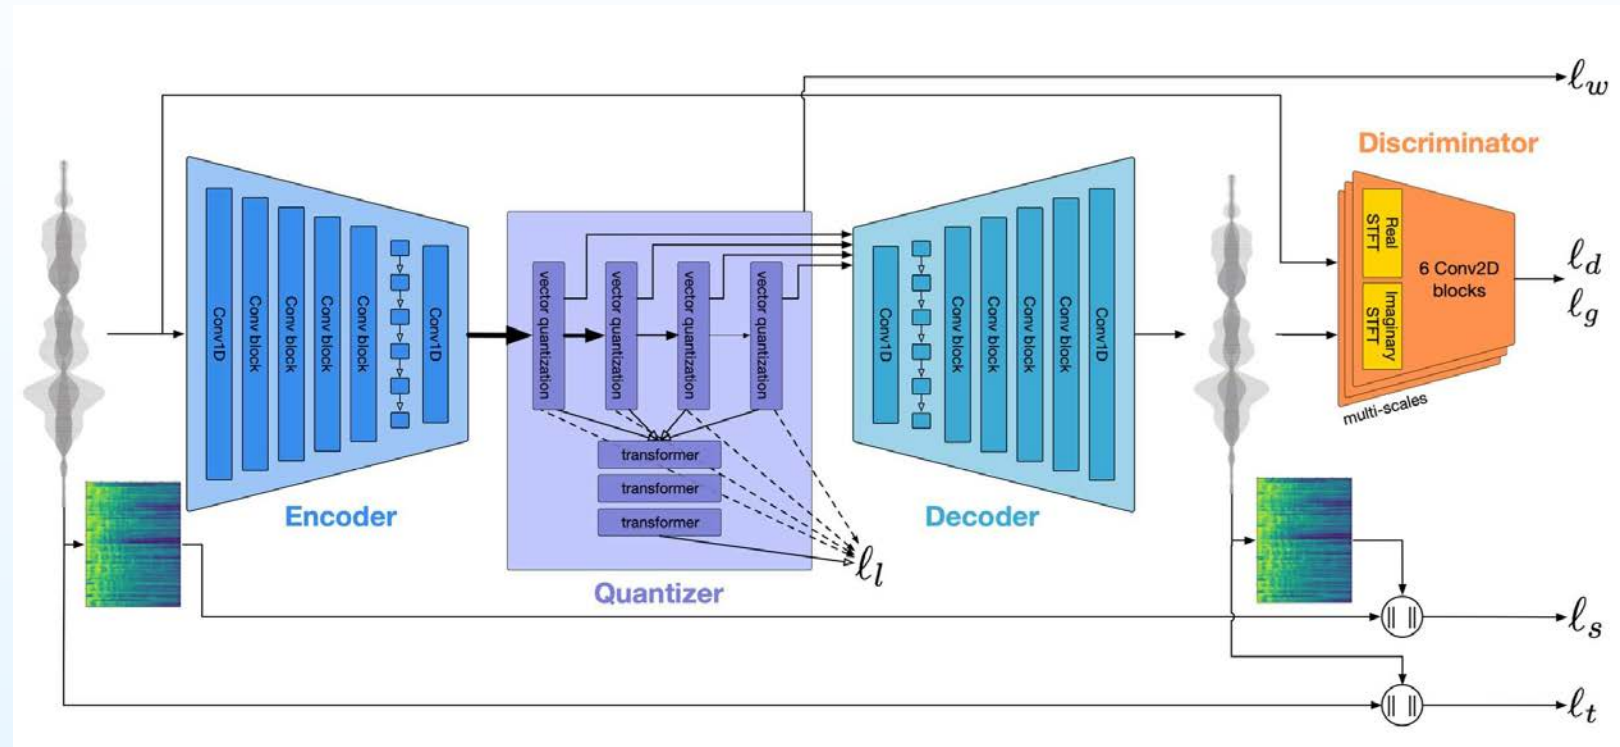 ℓw
Discriminator
Real
STFT
Imaginary
STFT
6 Conv2D
blocks
multi-scales
ℓd
ℓg
Conv1D
Conv block
Conv block
Conv block
Conv block
Conv1D
Encoder
vector quantization
vector quantization
vector quantization
vector quantization
transformer
transformer
transformer
Quantizer
ℓl
Conv1D
Conv block
Conv block
Conv block
Conv block
Conv1D
Decoder
|| ||
ℓs
|| ||
ℓt